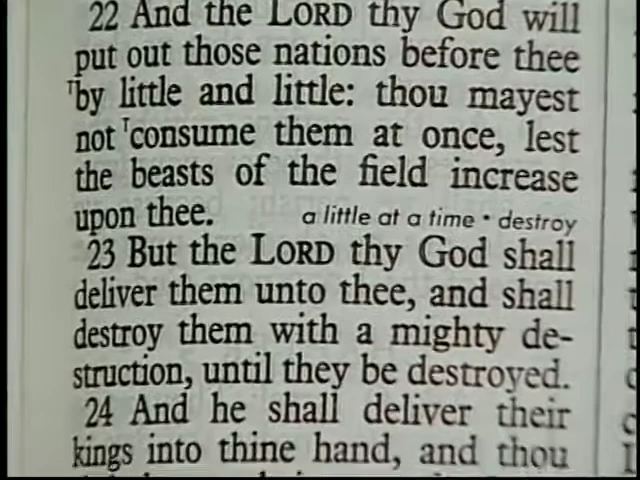 22 And the LORD thy God will
put out those nations before thee
ᵀby little and little: thou mayest
not ᵀconsume them at once, lest
the beasts of the field increase
upon thee. a little at a time • destroy
23 But the LORD thy God shall
deliver them unto thee, and shall
destroy them with a mighty de-
struction, until they be destroyed.
24 And he shall deliver their
kings into thine hand, and thou